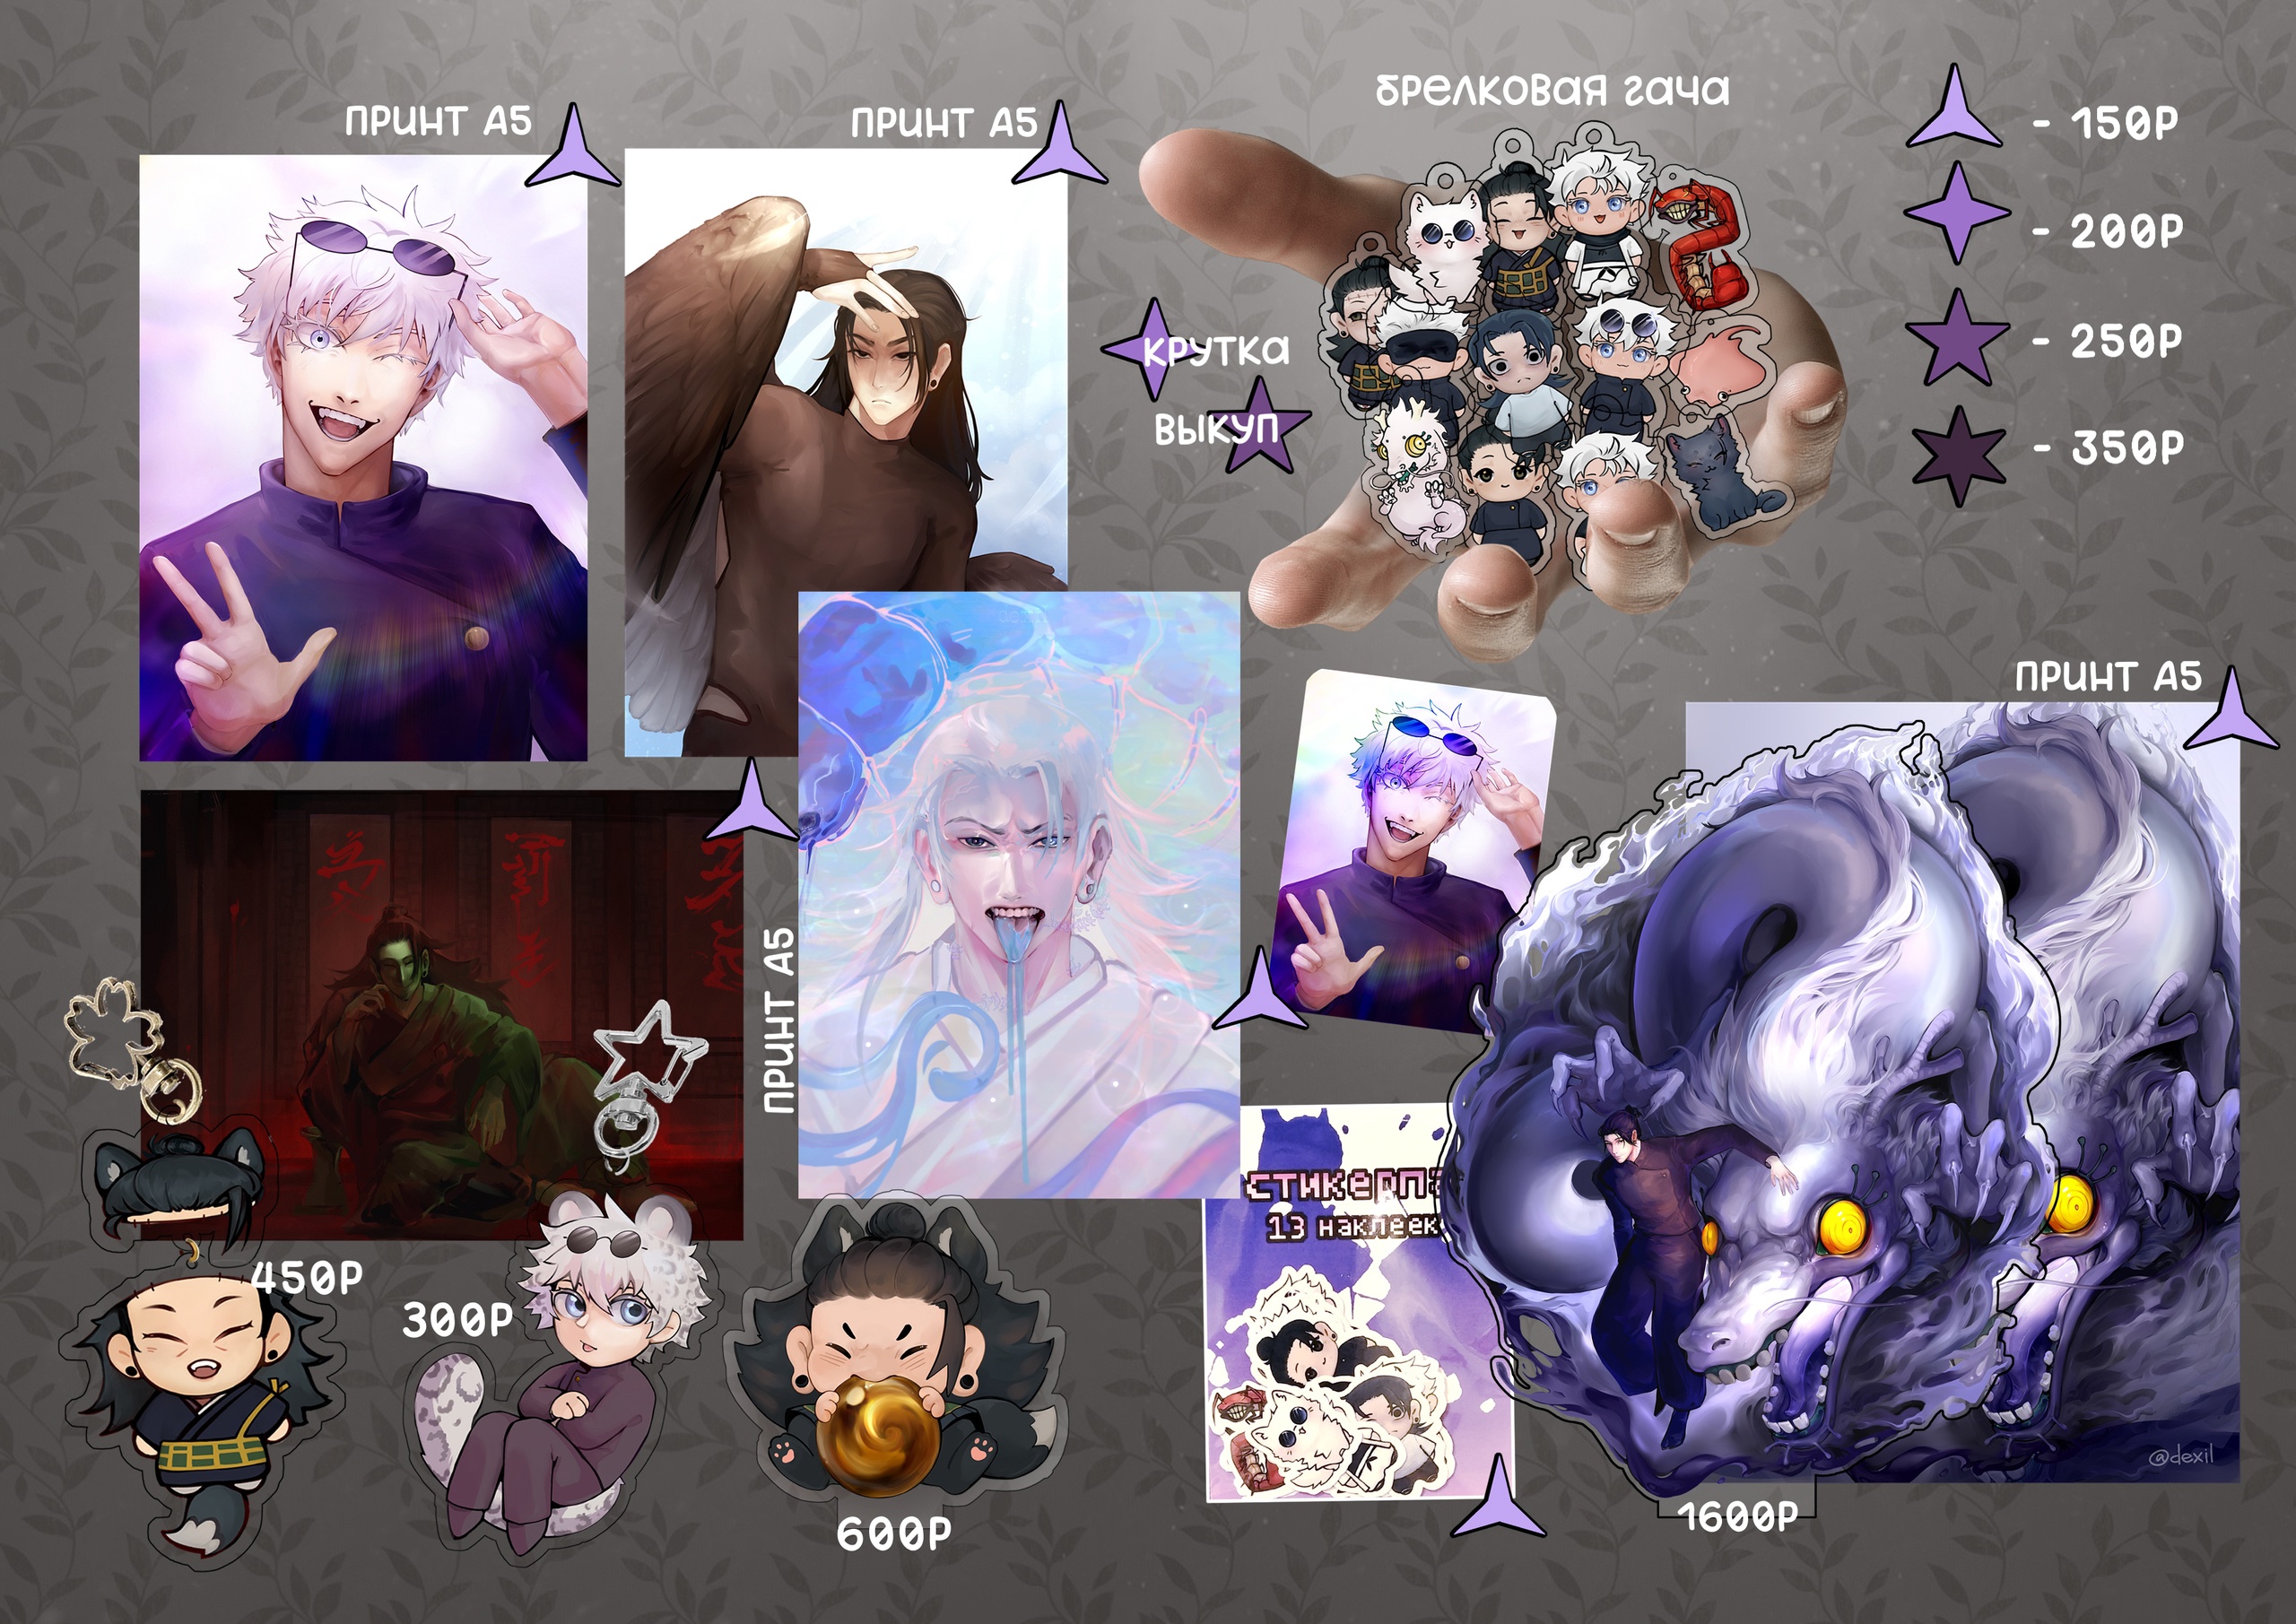 ПРИНТ А5
ПРИНТ А5
брелковая гача
крутка
выкуп
- 150Р
- 200Р
- 250Р
- 350Р
ПРИНТ А5
ПРИНТ А5
стикерпа
13 наклеек
450Р
300Р
600Р
1600Р
@dexil